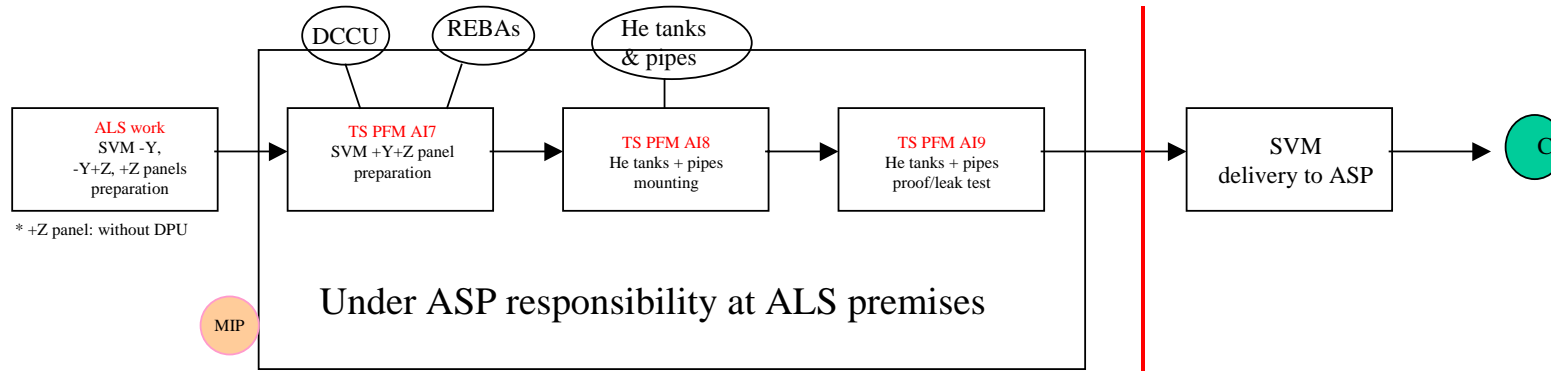 DCCU
REBAs
He tanks
& pipes
ALS work
SVM -Y,
-Y+Z, +Z panels
preparation
TS PFM AI7
SVM +Y+Z panel
preparation
TS PFM AI8
He tanks + pipes
mounting
TS PFM AI9
He tanks + pipes
proof/leak test
SVM
delivery to ASP
C
* +Z panel: without DPU
Under ASP responsibility at ALS premises
MIP